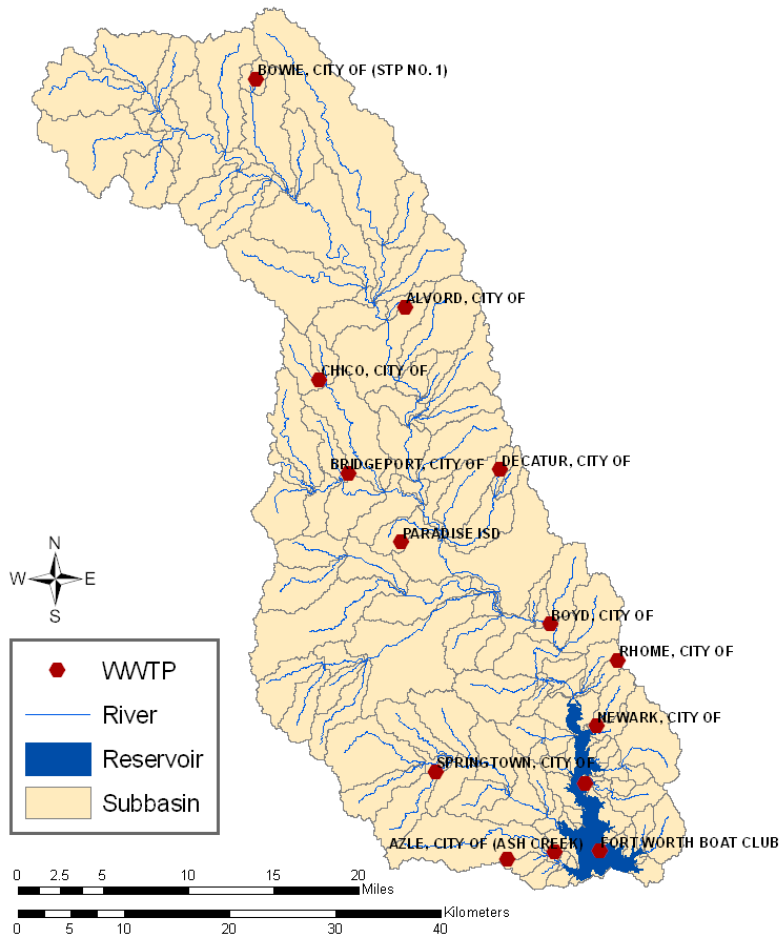 BOWIE, CITY OF (STP NO. 1)
ALVORD, CITY OF
CHICO, CITY OF
BRIDGEPORT, CITY OF
DECATUR, CITY OF
PARADISE ISD
N
W E
S
BOYD, CITY OF
RHOME, CITY OF
NEWARK, CITY OF
SPRINGTOWN, CITY OF
AZLE, CITY OF (ASH CREEK)
FORT WORTH BOAT CLUB
WWTP
River
Reservoir
Subbasin
0 2.5 5 10 15 20
Miles
Kilometers
0 5 10 20 30 40